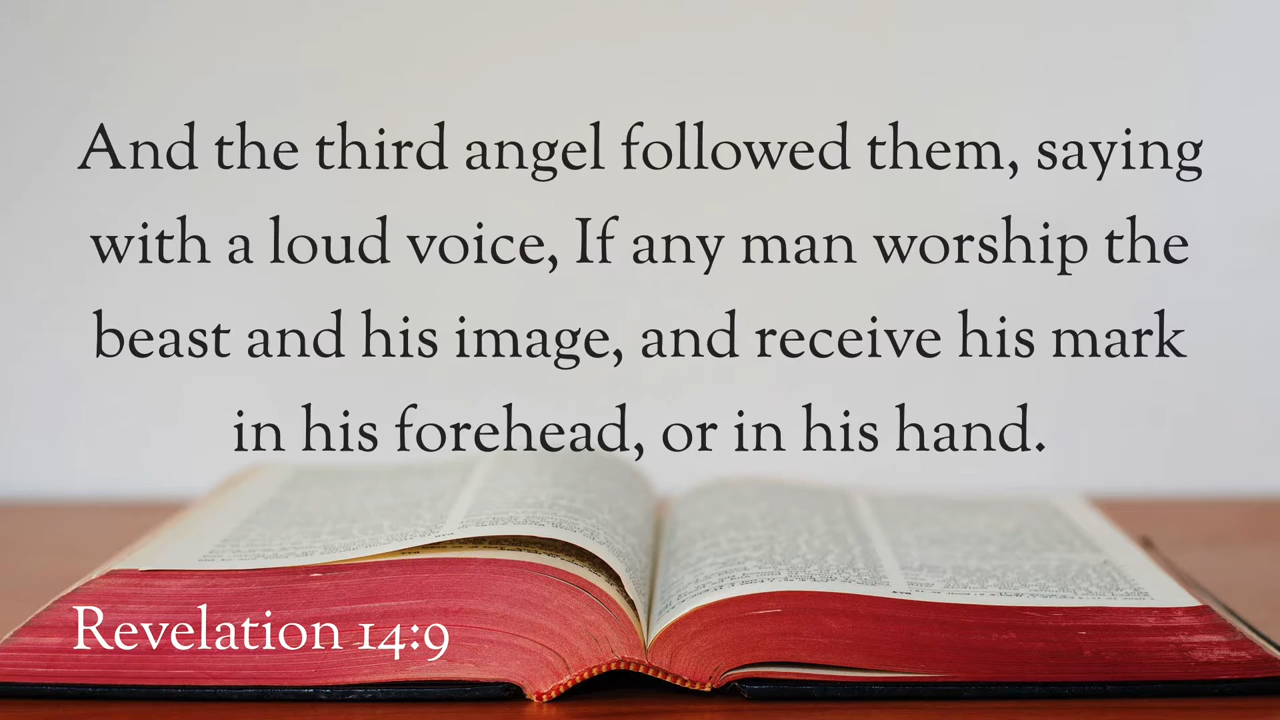 And the third angel followed them, saying
with a loud voice, If any man worship the
beast and his image, and receive his mark
in his forehead, or in his hand.
Revelation 14:9